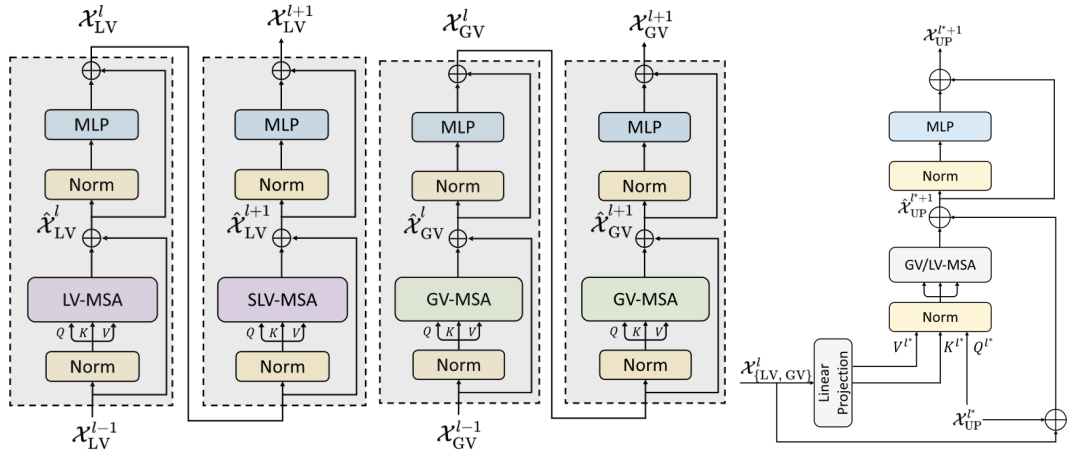 𝒳^l_LV
𝒳^{l+1}_LV
𝒳^l_GV
𝒳^{l+1}_GV
𝒳^{l*+1}_UP
MLP
MLP
MLP
MLP
MLP
Norm
Norm
Norm
Norm
Norm
𝒳̂^l_LV
𝒳̂^{l+1}_LV
𝒳̂^l_GV
𝒳̂^{l+1}_GV
𝒳̂^{l*+1}_UP
LV-MSA
SLV-MSA
GV-MSA
GV-MSA
GV/LV-MSA
Q K V
Q K V
Q K V
Q K V
Norm
Norm
Norm
Norm
Norm
V^{l*} K^{l*} Q^{l*}
𝒳^l_{LV, GV}
Linear
Projection
𝒳^{l*}_UP
𝒳^{l-1}_LV
𝒳^{l-1}_GV